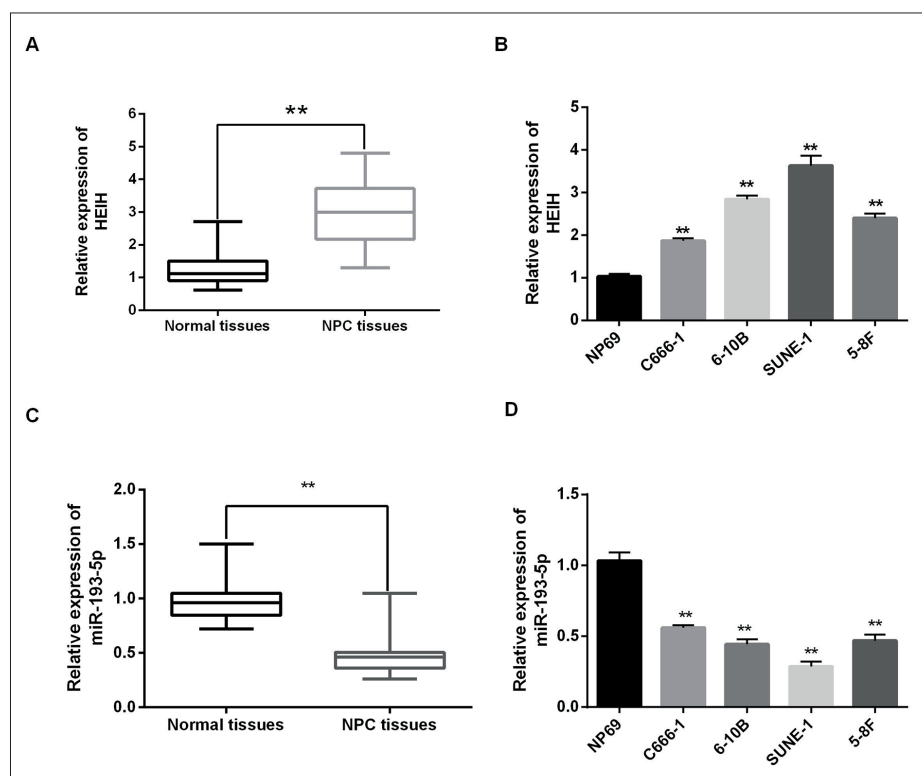 A
Relative expression of
HEIH
6
5
4
3
2
1
0
**
Normal tissues
NPC tissues
B
Relative expression of
HEIH
5
4
3
2
1
0
**
**
**
**
NP69
C666-1
6-10B
SUNE-1
5-8F
C
Relative expression of
miR-193-5p
2.0
1.5
1.0
0.5
0.0
**
Normal tissues
NPC tissues
D
Relative expression of
miR-193-5p
1.5
1.0
0.5
0.0
**
**
**
**
NP69
C666-1
6-10B
SUNE-1
5-8F